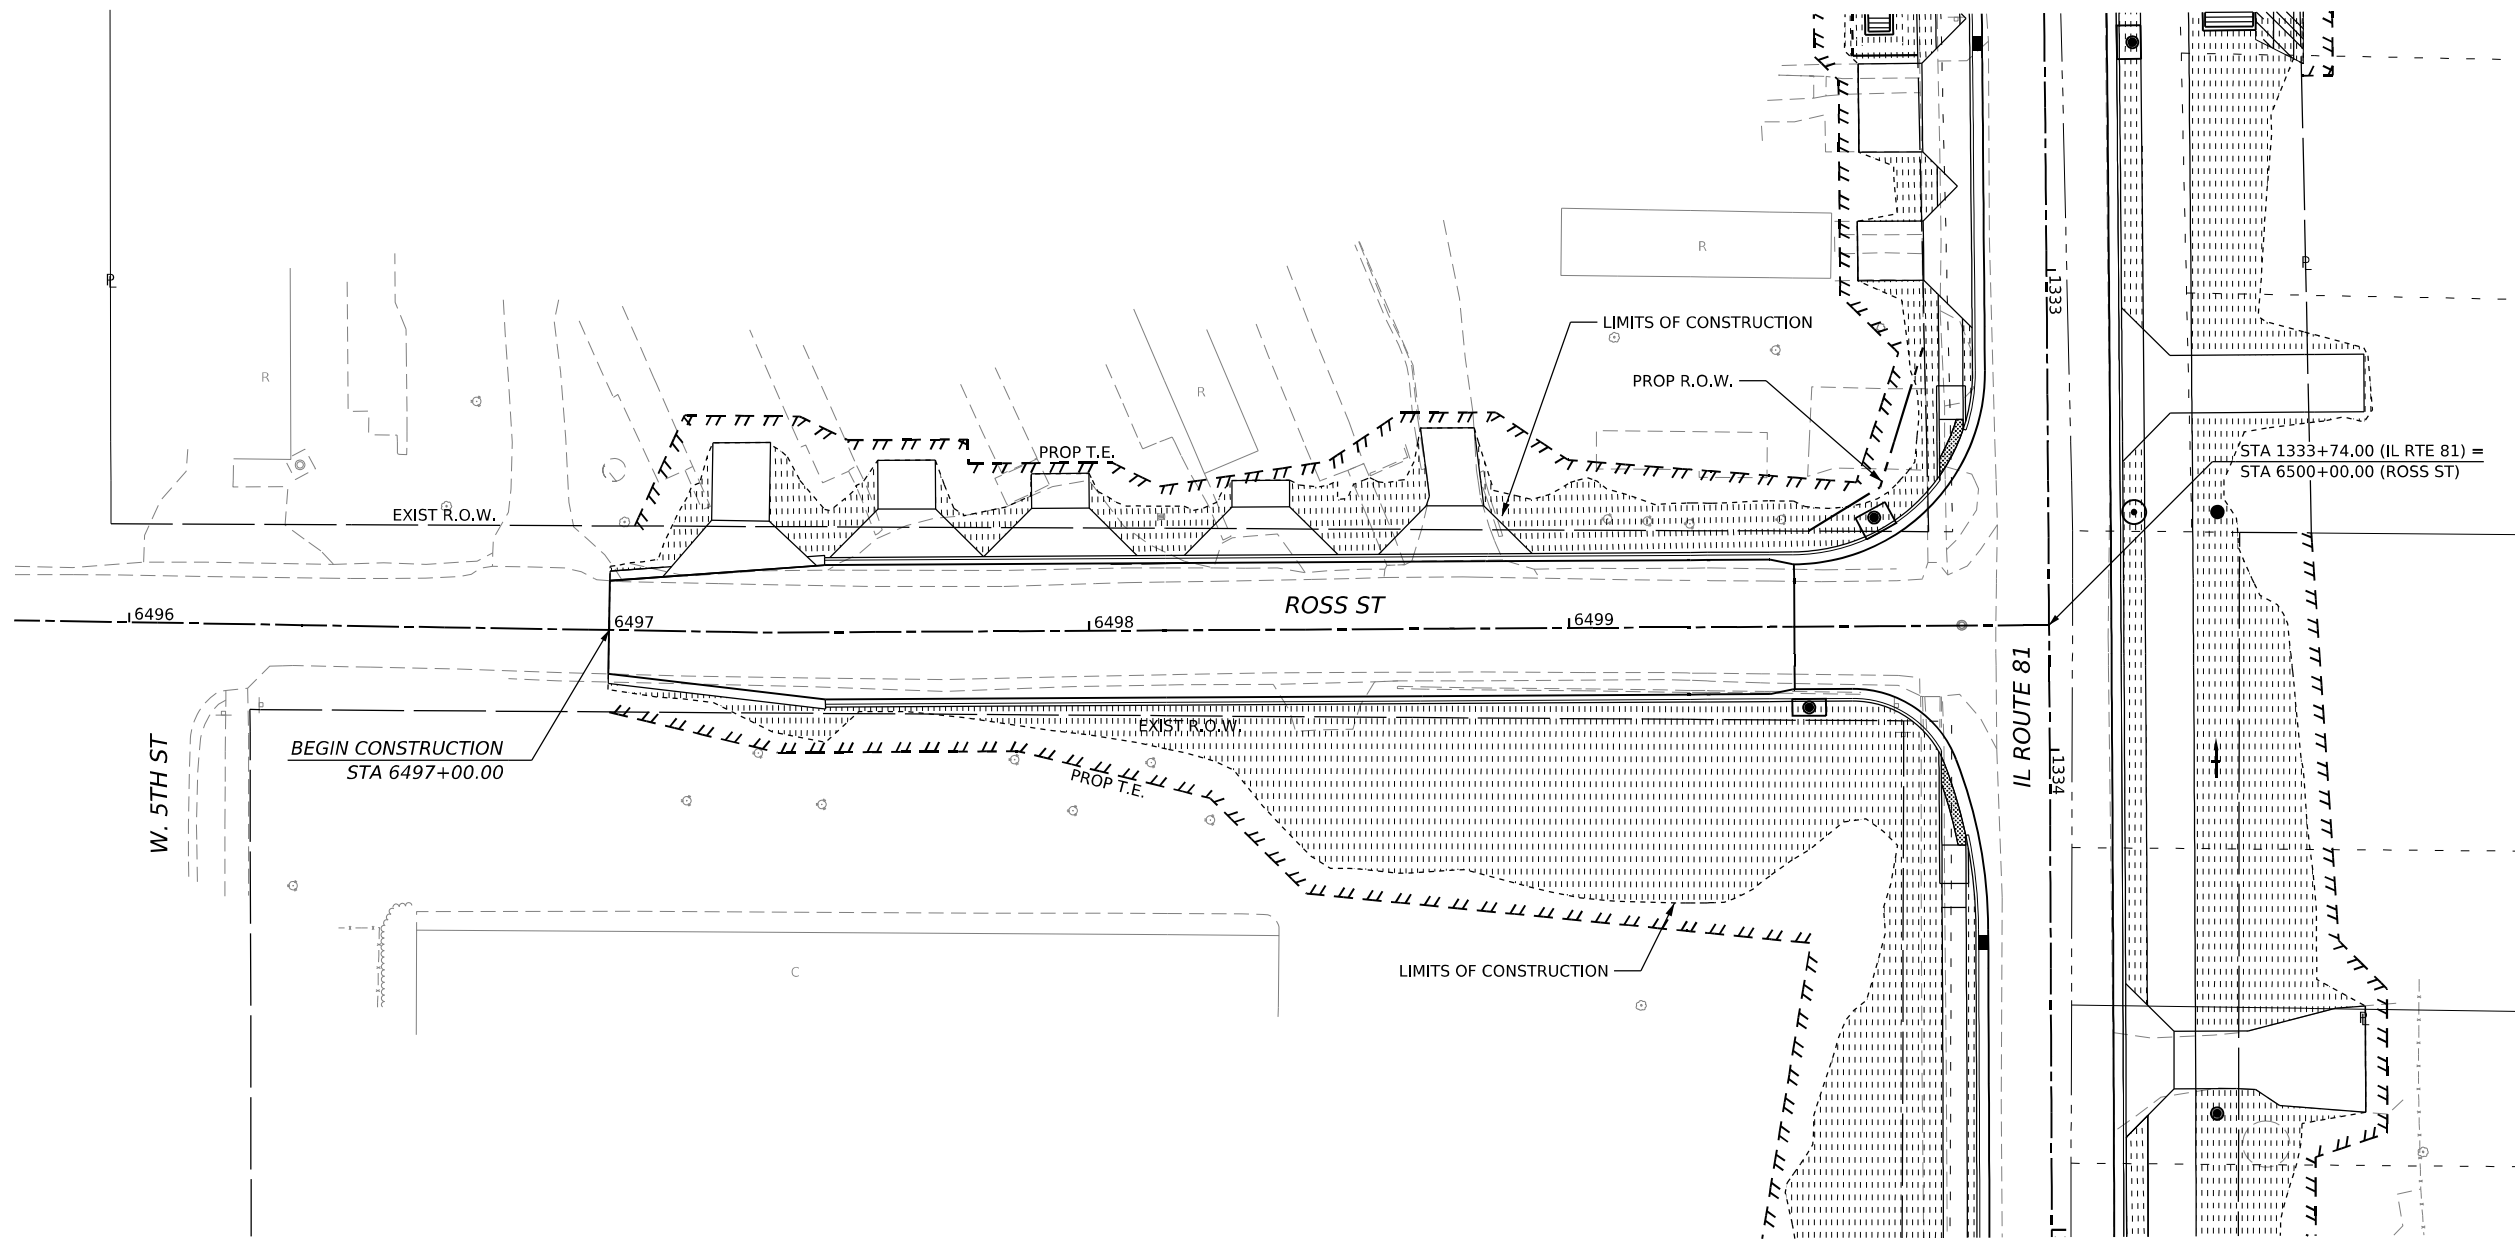 P
R
R
R
1333
P
LIMITS OF CONSTRUCTION
PROP R.O.W.
PROP T.E.
EXIST R.O.W.
STA 1333+74.00 (IL RTE 81) =
STA 6500+00.00 (ROSS ST)
6496
6497
6498
6499
ROSS ST
IL ROUTE 81
EXIST R.O.W.
BEGIN CONSTRUCTION
STA 6497+00.00
W. 5TH ST
PROP T.E.
1334
C
LIMITS OF CONSTRUCTION
P